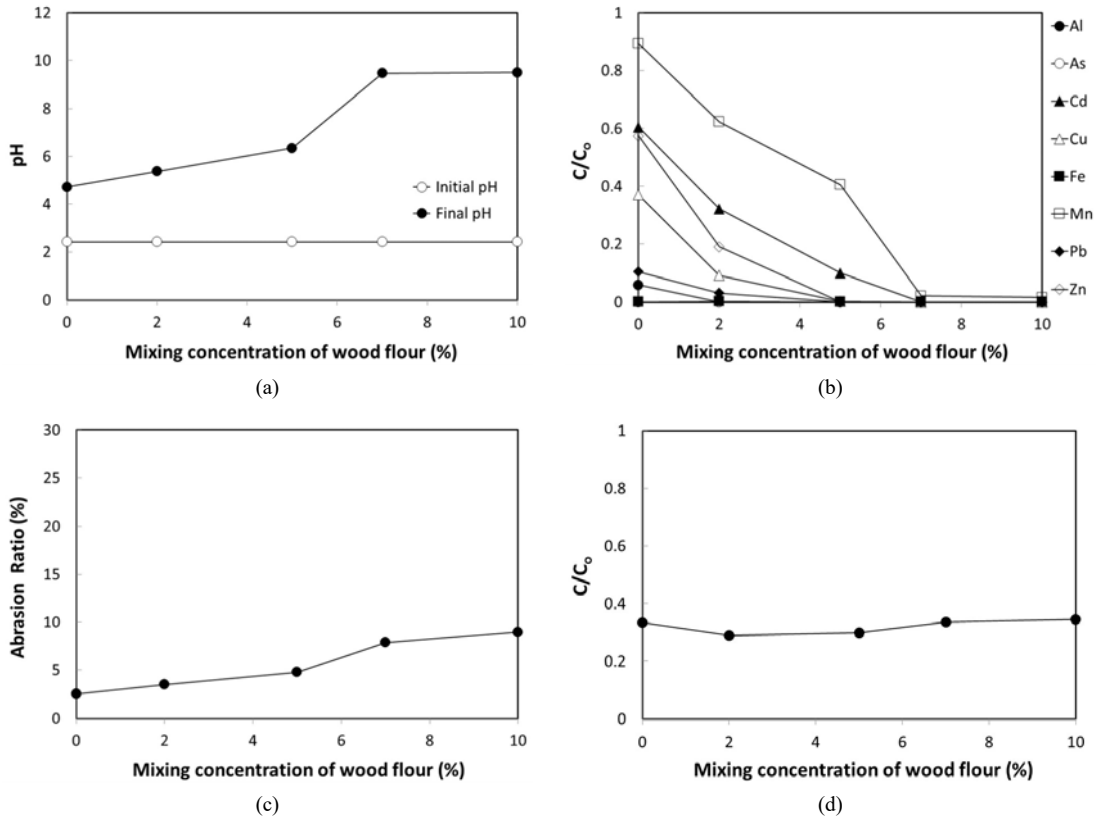 12
10
8
6
4
2
0
pH
Initial pH
Final pH
0 2 4 6 8 10
Mixing concentration of wood flour (%)
(a)
1
0.8
0.6
0.4
0.2
0
C/Co
Al
As
Cd
Cu
Fe
Mn
Pb
Zn
0 2 4 6 8 10
Mixing concentration of wood flour (%)
(b)
30
25
20
15
10
5
0
Abrasion Ratio (%)
0 2 4 6 8 10
Mixing concentration of wood flour (%)
(c)
1
0.8
0.6
0.4
0.2
0
C/Co
0 2 4 6 8 10
Mixing concentration of wood flour (%)
(d)